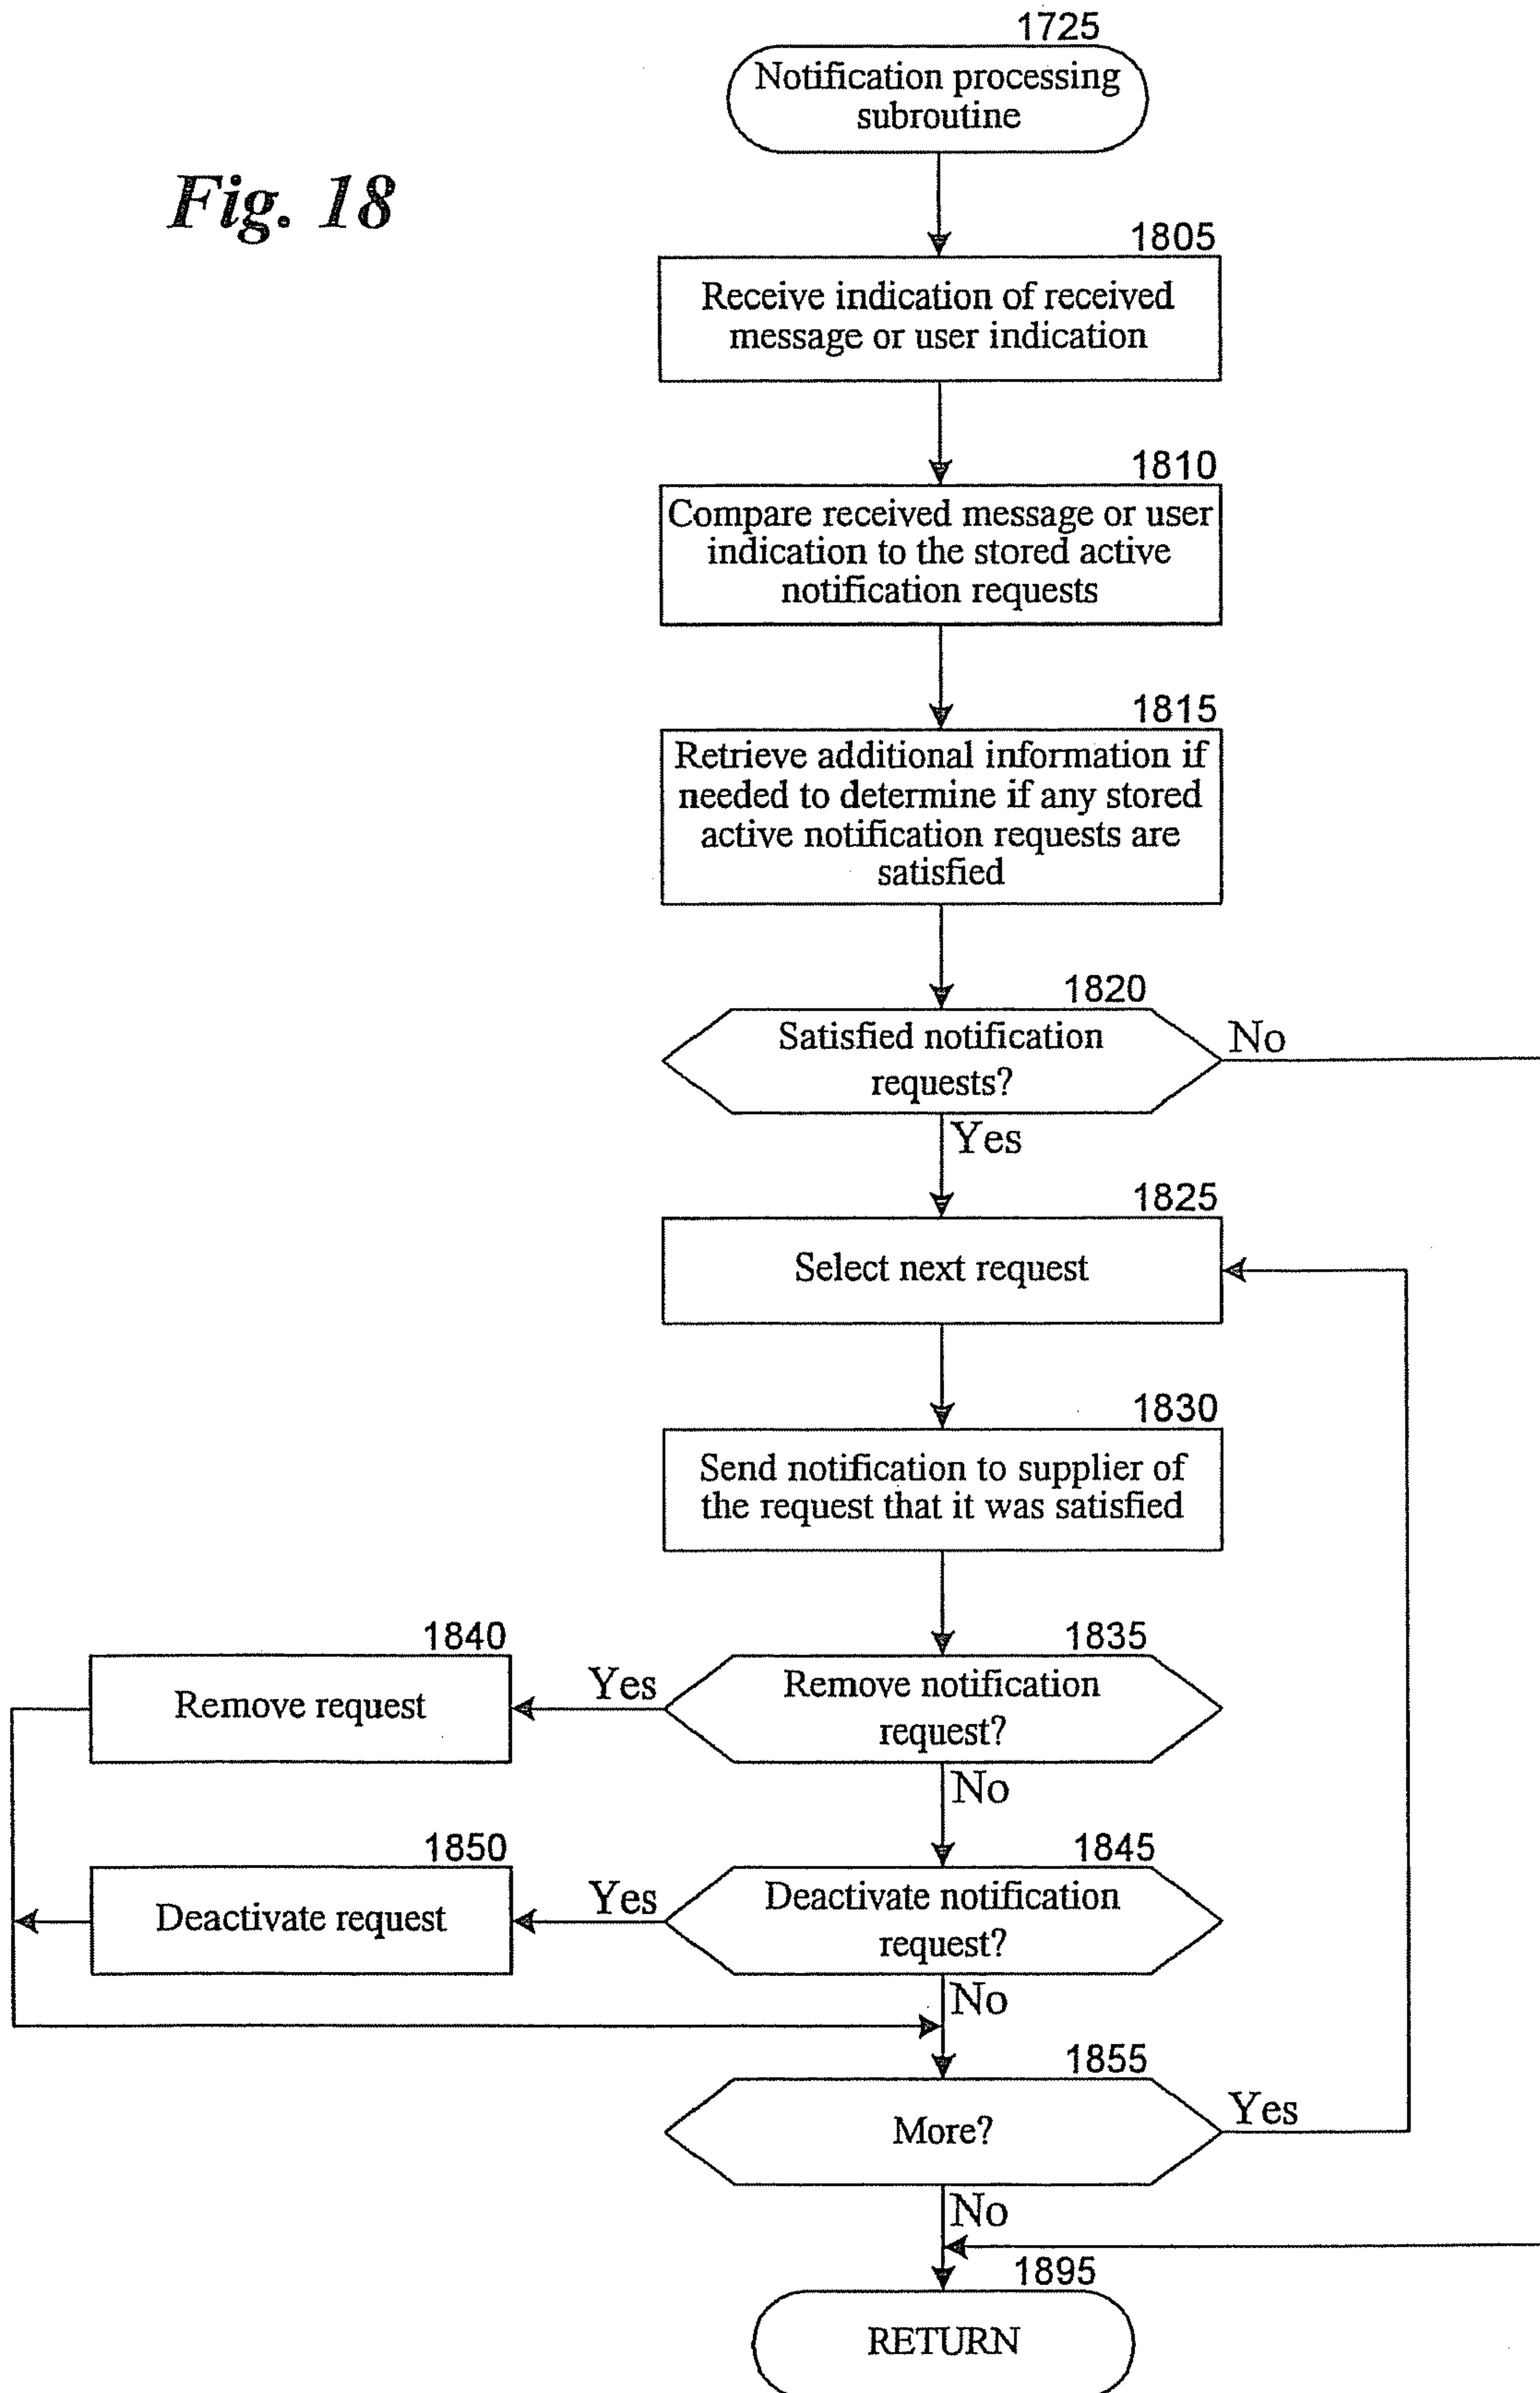 1725
Notification processing
subroutine
Fig. 18
1805
Receive indication of received
message or user indication
1810
Compare received message or user
indication to the stored active
notification requests
1815
Retrieve additional information if
needed to determine if any stored
active notification requests are
satisfied
1820
Satisfied notification
requests?
No
Yes
1825
Select next request
1830
Send notification to supplier of
the request that it was satisfied
1840
Remove request
Yes
1835
Remove notification
request?
No
1850
Deactivate request
Yes
1845
Deactivate notification
request?
No
1855
More?
Yes
No
1895
RETURN